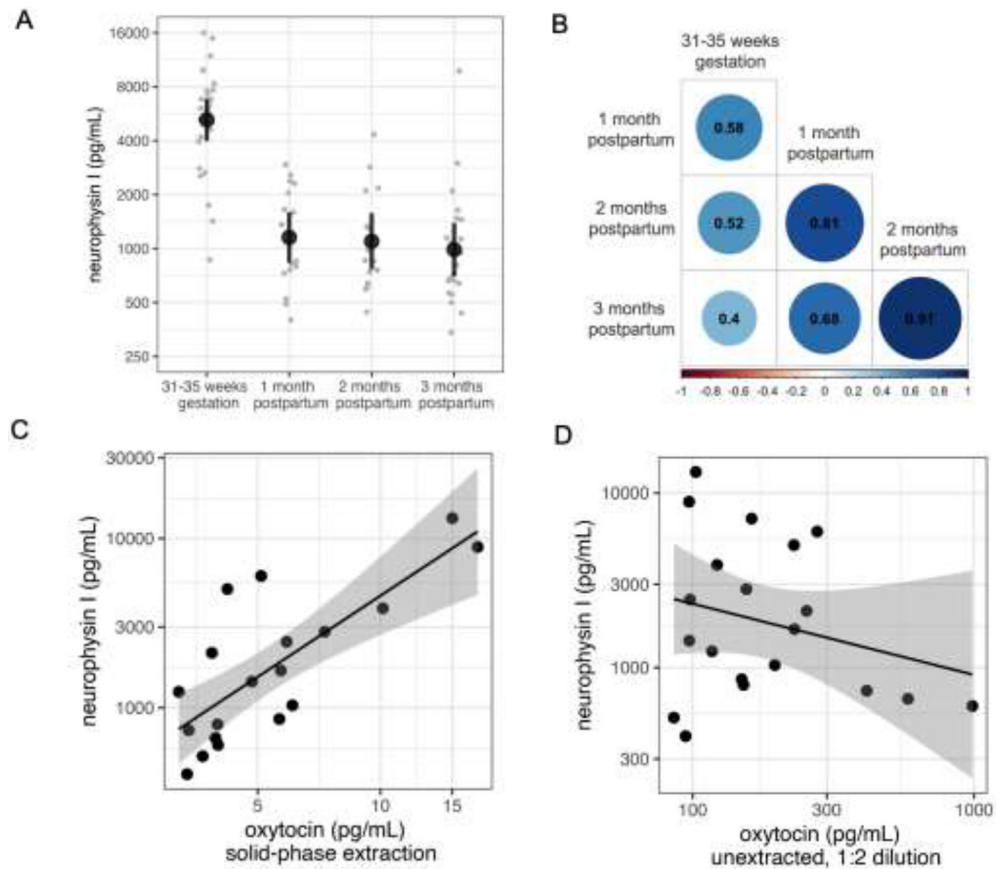 A
neurophysin I (pg/mL)
16000
8000
4000
2000
1000
500
250
31-35 weeks
gestation
1 month
postpartum
2 months
postpartum
3 months
postpartum
B
31-35 weeks
gestation
1 months
postpartum
0.58
1 month
postpartum
2 months
postpartum
0.52
0.81
2 months
postpartum
3 months
postpartum
0.4
0.68
0.91
-1 -0.8 -0.6 -0.4 -0.2 0 0.2 0.4 0.6 0.8 1
C
neurophysin I (pg/mL)
30000
10000
3000
1000
5 10 15
oxytocin (pg/mL)
solid-phase extraction
D
neurophysin I (pg/mL)
10000
3000
1000
300
100 300 1000
oxytocin (pg/mL)
unextracted, 1:2 dilution